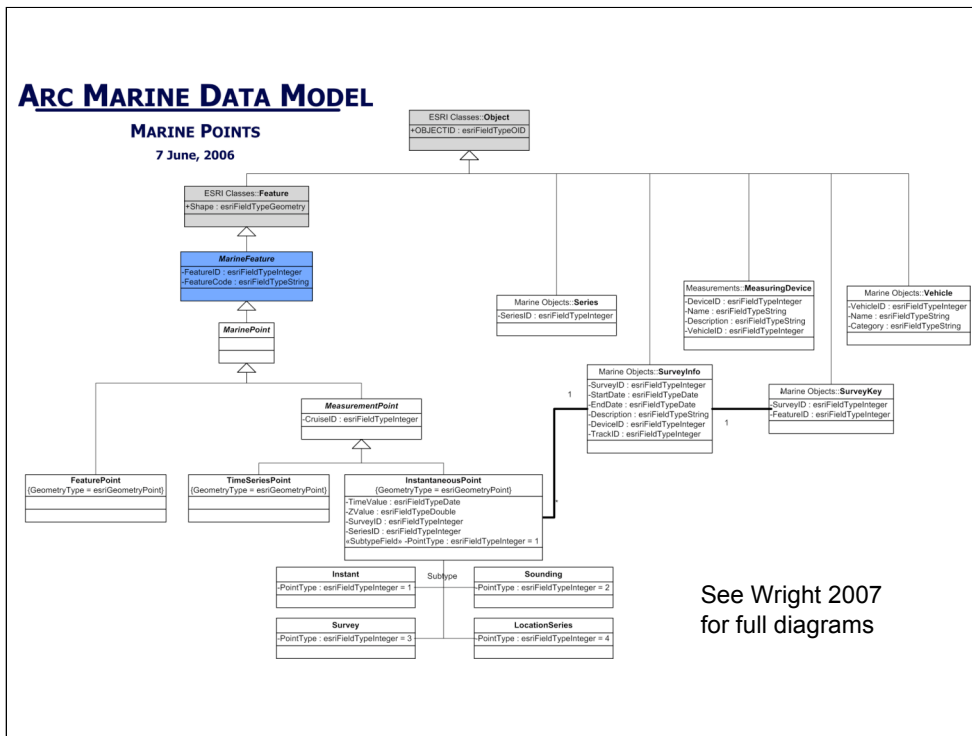 ARC MARINE DATA MODEL
MARINE POINTS
7 June, 2006
ESRI Classes::Object
+OBJECTID : esriFieldTypeOID
ESRI Classes::Feature
+Shape : esriFieldTypeGeometry
MarineFeature
-FeatureID : esriFieldTypeInteger
-FeatureCode : esriFieldTypeString
MarinePoint
Marine Objects::Series
-SeriesID : esriFieldTypeInteger
Measurements::MeasuringDevice
-DeviceID : esriFieldTypeInteger
-Name : esriFieldTypeString
-Description : esriFieldTypeString
-VehicleID : esriFieldTypeInteger
Marine Objects::Vehicle
-VehicleID : esriFieldTypeInteger
-Name : esriFieldTypeString
-Category : esriFieldTypeString
MeasurementPoint
-CruiseID : esriFieldTypeInteger
1
Marine Objects::SurveyInfo
-SurveyID : esriFieldTypeInteger
-StartDate : esriFieldTypeDate
-EndDate : esriFieldTypeDate
-Description : esriFieldTypeString
-DeviceID : esriFieldTypeInteger
-TrackID : esriFieldTypeInteger
1
Marine Objects::SurveyKey
-SurveyID : esriFieldTypeInteger
-FeatureID : esriFieldTypeInteger
FeaturePoint
{GeometryType = esriGeometryPoint}
TimeSeriesPoint
{GeometryType = esriGeometryPoint}
InstantaneousPoint
{GeometryType = esriGeometryPoint}
-TimeValue : esriFieldTypeDate
-ZValue : esriFieldTypeDouble
-SurveyID : esriFieldTypeInteger
-SeriesID : esriFieldTypeInteger
«SubtypeField» -PointType : esriFieldTypeInteger = 1
*
Subtype
Instant
-PointType : esriFieldTypeInteger = 1
Sounding
-PointType : esriFieldTypeInteger = 2
Survey
-PointType : esriFieldTypeInteger = 3
LocationSeries
-PointType : esriFieldTypeInteger = 4
See Wright 2007
for full diagrams